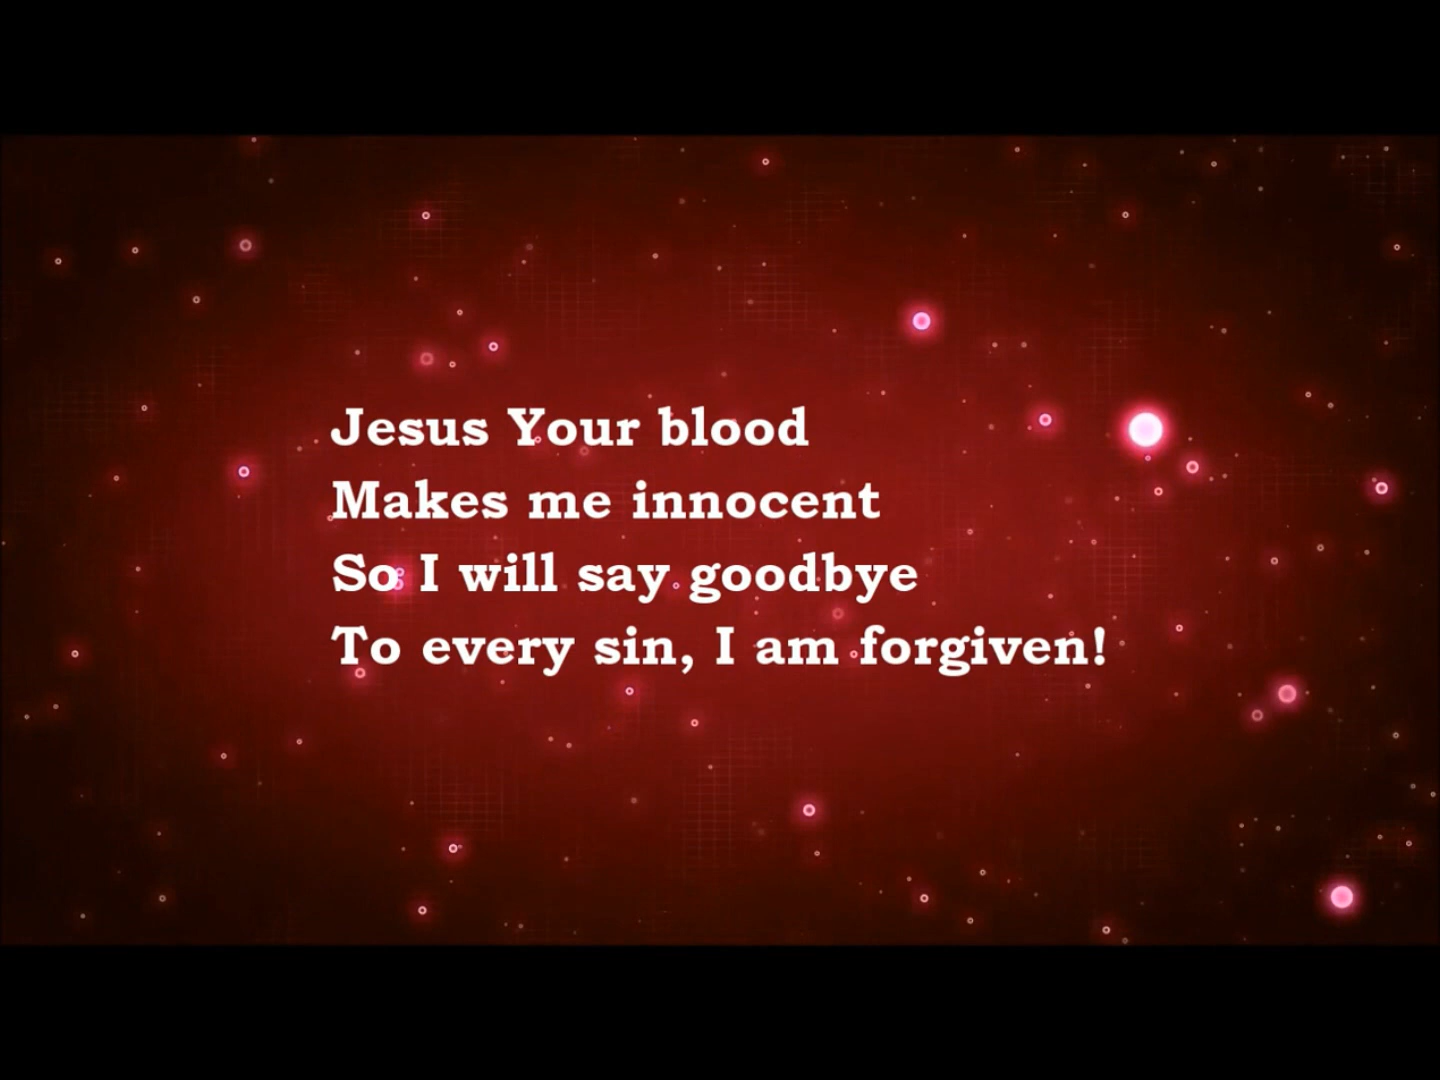 Jesus Your blood
Makes me innocent
So I will say goodbye
To every sin, I am forgiven!